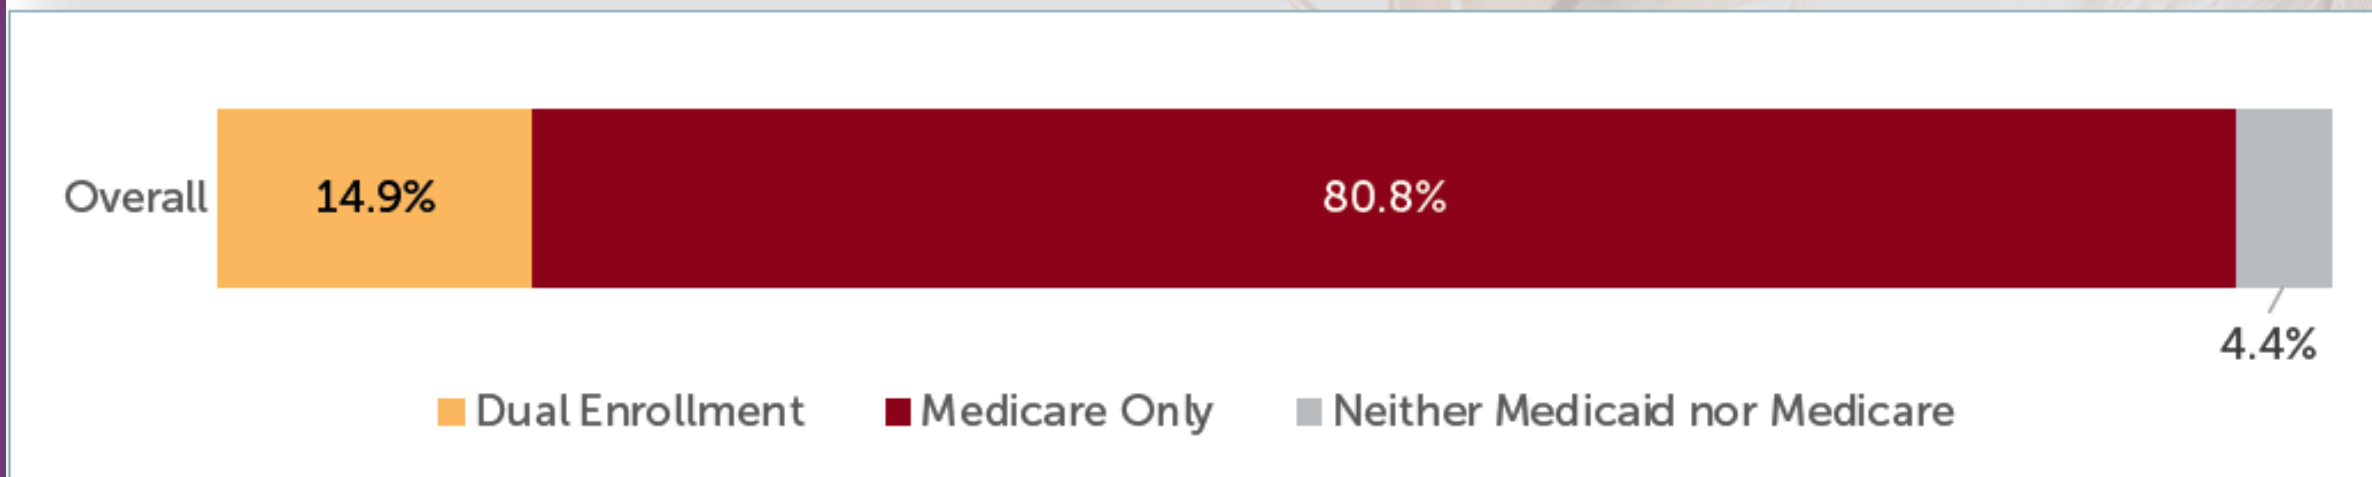 Overall 14.9% 80.8%
4.4%
Dual Enrollment Medicare Only Neither Medicaid nor Medicare